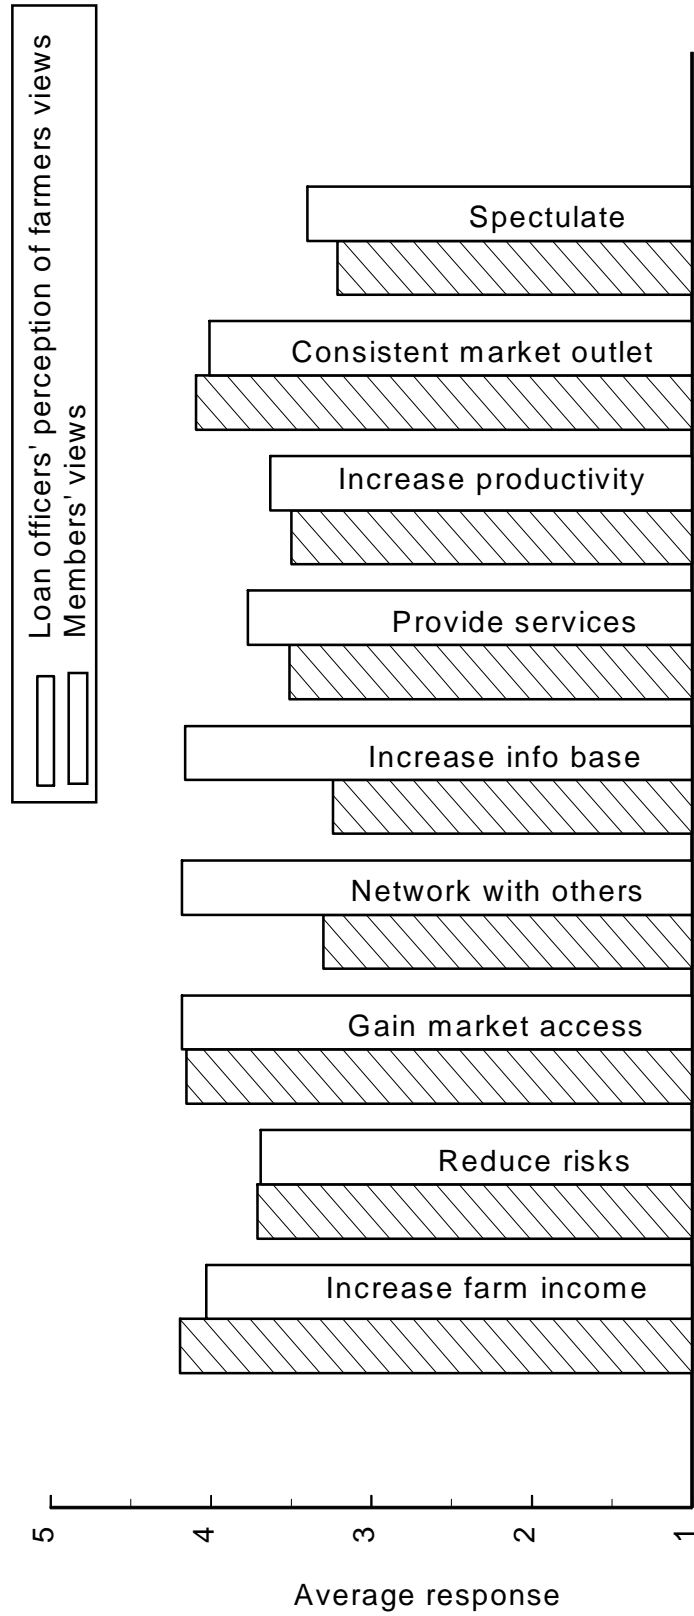 Loan officers' perception of farmers views
Members' views
5
4
3
2
1
Average response
Increase farm income
Reduce risks
Gain market access
Network with others
Increase info base
Provide services
Increase productivity
Consistent market outlet
Spectulate